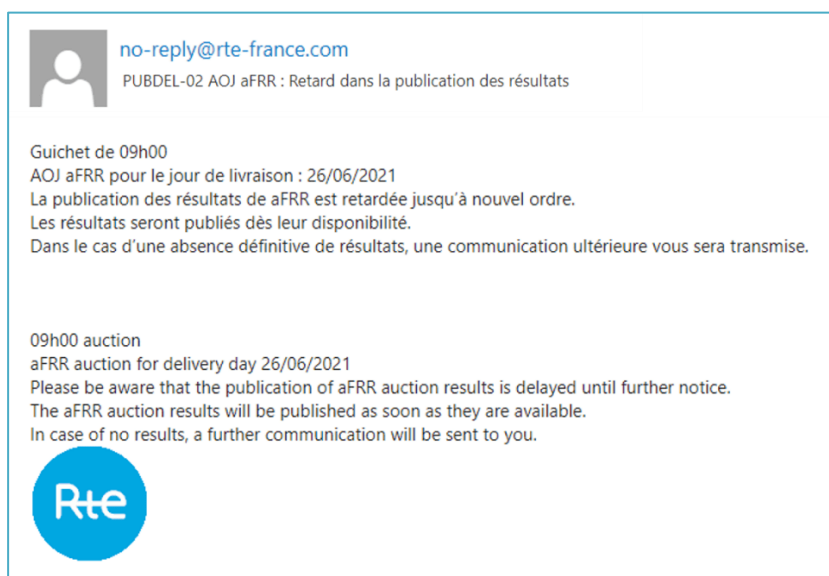 no-reply@rte-france.com
PUBDEL-02 AOJ aFRR : Retard dans la publication des résultats
Guichet de 09h00
AOJ aFRR pour le jour de livraison : 26/06/2021
La publication des résultats de aFRR est retardée jusqu'à nouvel ordre.
Les résultats seront publiés dès leur disponibilité.
Dans le cas d'une absence définitive de résultats, une communication ultérieure vous sera transmise.
09h00 auction
aFRR auction for delivery day 26/06/2021
Please be aware that the publication of aFRR auction results is delayed until further notice.
The aFRR auction results will be published as soon as they are available.
In case of no results, a further communication will be sent to you.
Rte